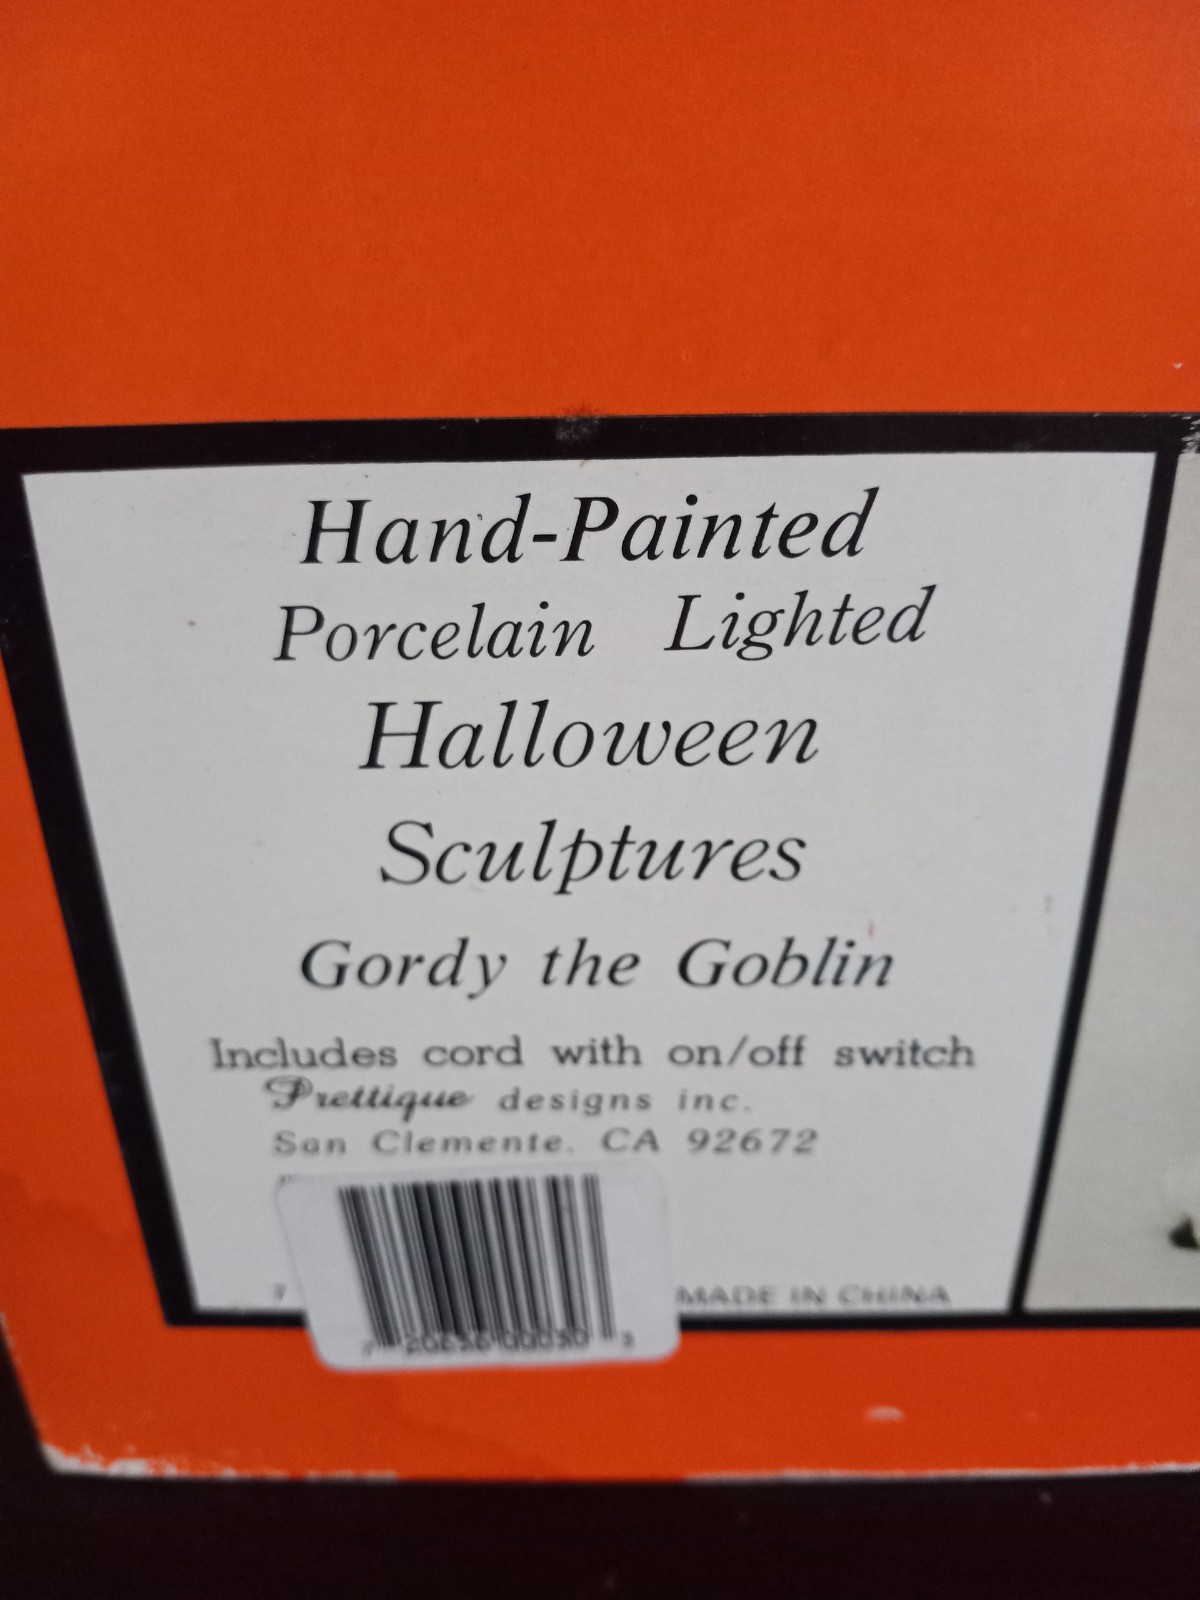 Hand-Painted
Porcelain Lighted
Halloween
Sculptures
Gordy the Goblin
Includes cord with on/off switch
Prettique designs inc.
San Clemente. CA 92672
7
MADE IN CHINA